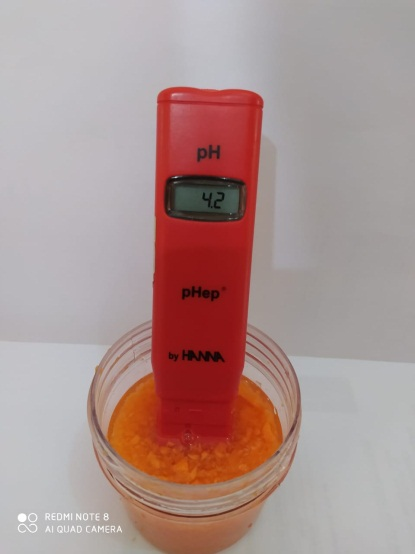 pH
4.2
pHep®
by HANNA
REDMI NOTE 8
AI QUAD CAMERA